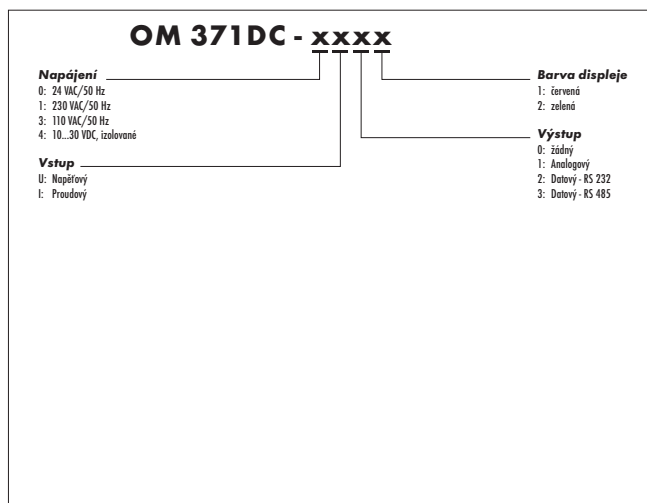 OM 371DC - xxxx
Napájení
0: 24 VAC/50 Hz
1: 230 VAC/50 Hz
3: 110 VAC/50 Hz
4: 10...30 VDC, izolované
Vstup
U: Napěťový
I: Proudový
Barva displeje
1: červená
2: zelená
Výstup
0: žádný
1: Analogový
2: Datový - RS 232
3: Datový - RS 485